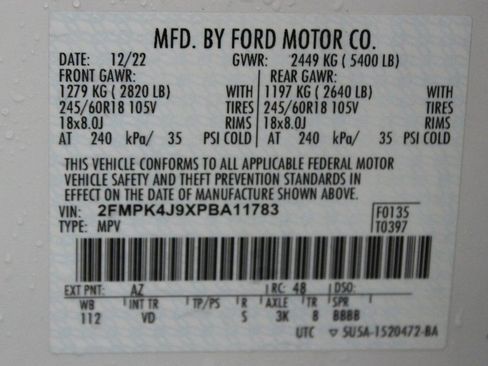 MFD. BY FORD MOTOR CO.
DATE: 12/22 GVWR: 2449 KG ( 5400 LB)
FRONT GAWR: REAR GAWR:
1279 KG ( 2820 LB) WITH 1197 KG ( 2640 LB) WITH
245/60R18 105V TIRES 245/60R18 105V TIRES
18x8.0J RIMS 18x8.0J RIMS
AT 240 kPa/ 35 PSI COLD AT 240 kPa/ 35 PSI COLD
THIS VEHICLE CONFORMS TO ALL APPLICABLE FEDERAL MOTOR
VEHICLE SAFETY AND THEFT PREVENTION STANDARDS IN
EFFECT ON THE DATE OF MANUFACTURE SHOWN ABOVE.
VIN: 2FMPK4J9XPBA11783 F0135
TYPE: MPV T0397
EXT PNT: AZ RC: 48 DSO:
WB INT TR TP/PS R AXLE TR SPR
112 VD S 3K 8 BBBB
UTC ▽ 5U5A-1520472-BA